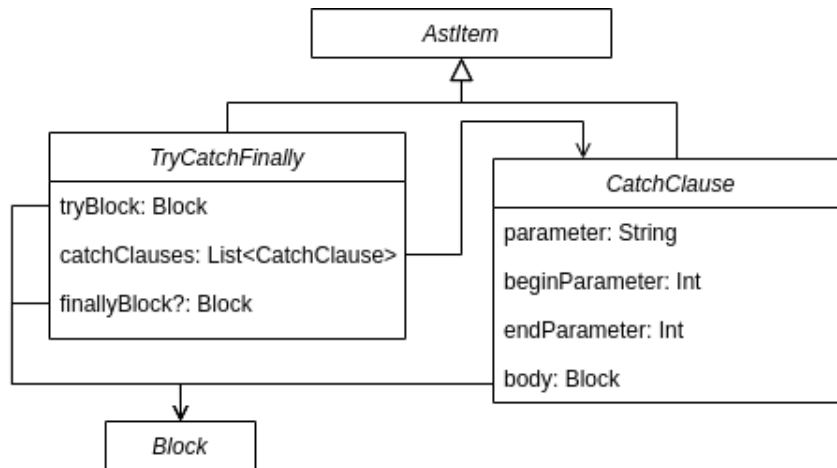 AstItem
TryCatchFinally
tryBlock: Block
catchClauses: List<CatchClause>
finallyBlock?: Block
CatchClause
parameter: String
beginParameter: Int
endParameter: Int
body: Block
Block